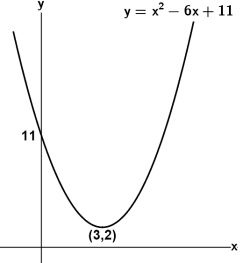 y
y = x² − 6x + 11
11
(3,2)
x